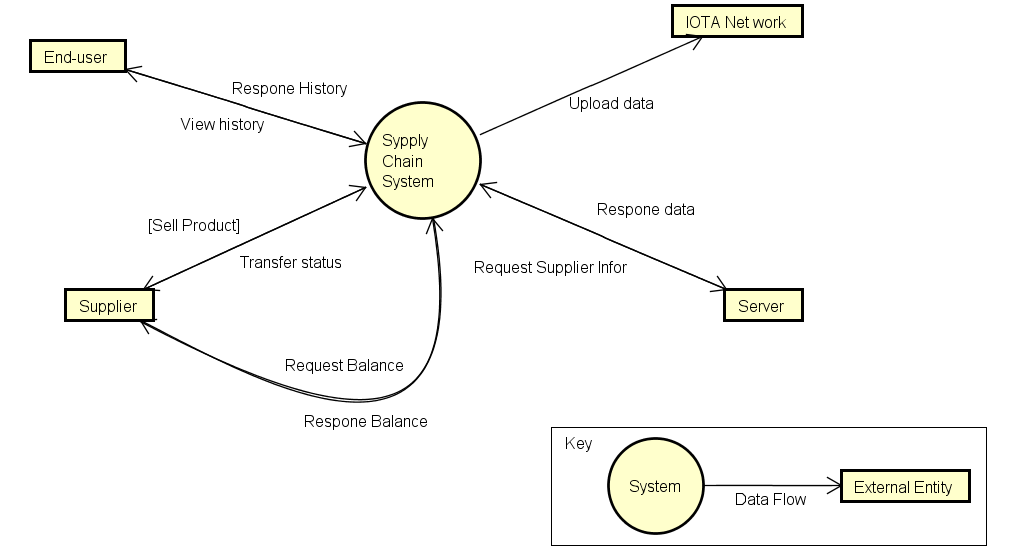 IOTA Net work
End-user
Respone History
Upload data
View history
Sypply
Chain
System
[Sell Product]
Respone data
Transfer status
Request Supplier Infor
Supplier
Server
Request Balance
Respone Balance
Key
System
Data Flow
External Entity